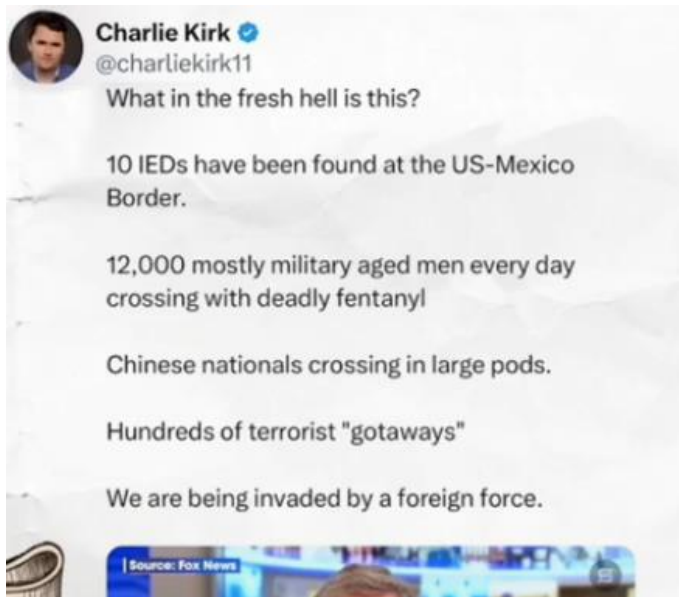 Charlie Kirk
@charliekirk11
What in the fresh hell is this?
10 IEDs have been found at the US-Mexico
Border.
12,000 mostly military aged men every day
crossing with deadly fentanyl
Chinese nationals crossing in large pods.
Hundreds of terrorist "gotaways"
We are being invaded by a foreign force.
Source: Fox News